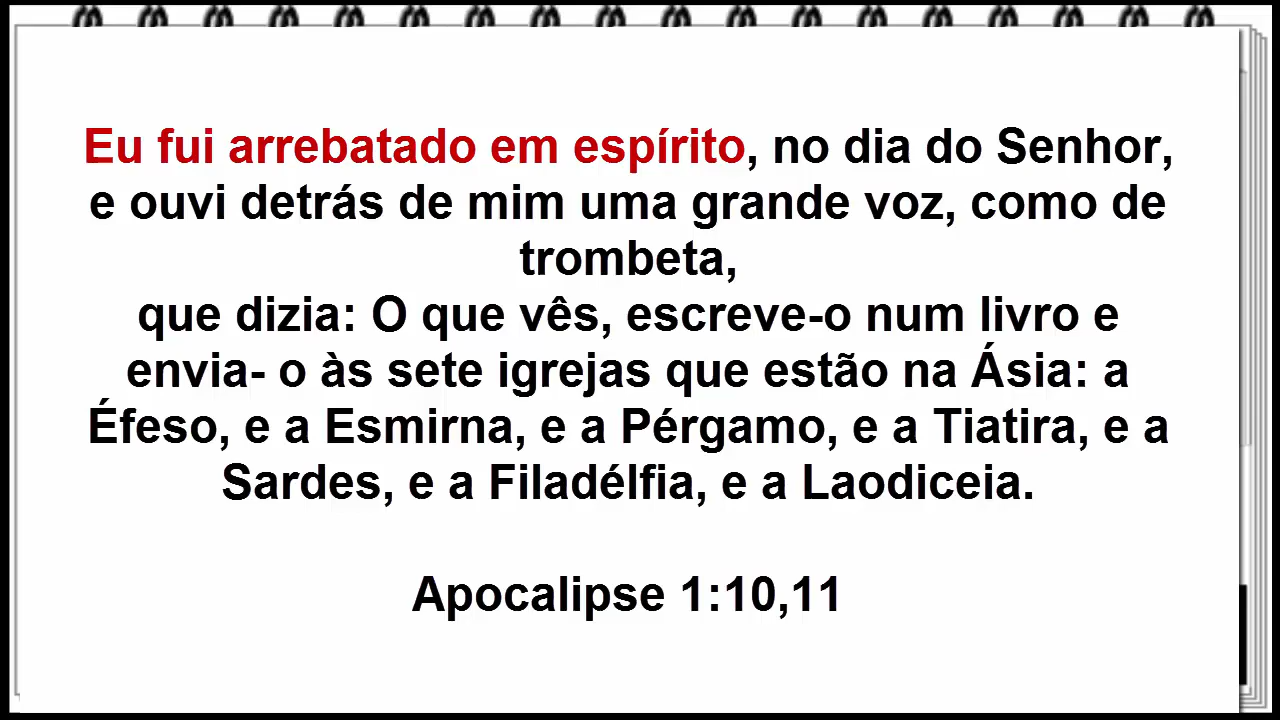 Eu fui arrebatado em espírito, no dia do Senhor,
e ouvi detrás de mim uma grande voz, como de
trombeta,
que dizia: O que vês, escreve-o num livro e
envia- o às sete igrejas que estão na Ásia: a
Éfeso, e a Esmirna, e a Pérgamo, e a Tiatira, e a
Sardes, e a Filadélfia, e a Laodiceia.
Apocalipse 1:10,11